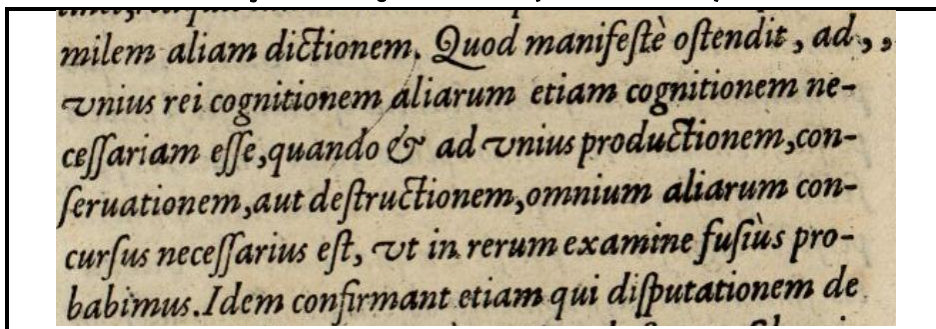 milem aliam dictionem. Quod manifeſtè oſtendit, ad,,
vnius rei cognitionem aliarum etiam cognitionem ne-
ceſſariam eſſe, quando & ad vnius productionem, con-
ſeruationem, aut deſtructionem, omnium aliarum con-
curſus neceſſarius eſt, vt in rerum examine fuſiùs pro-
babimus. Idem confirmant etiam qui diſputationem de